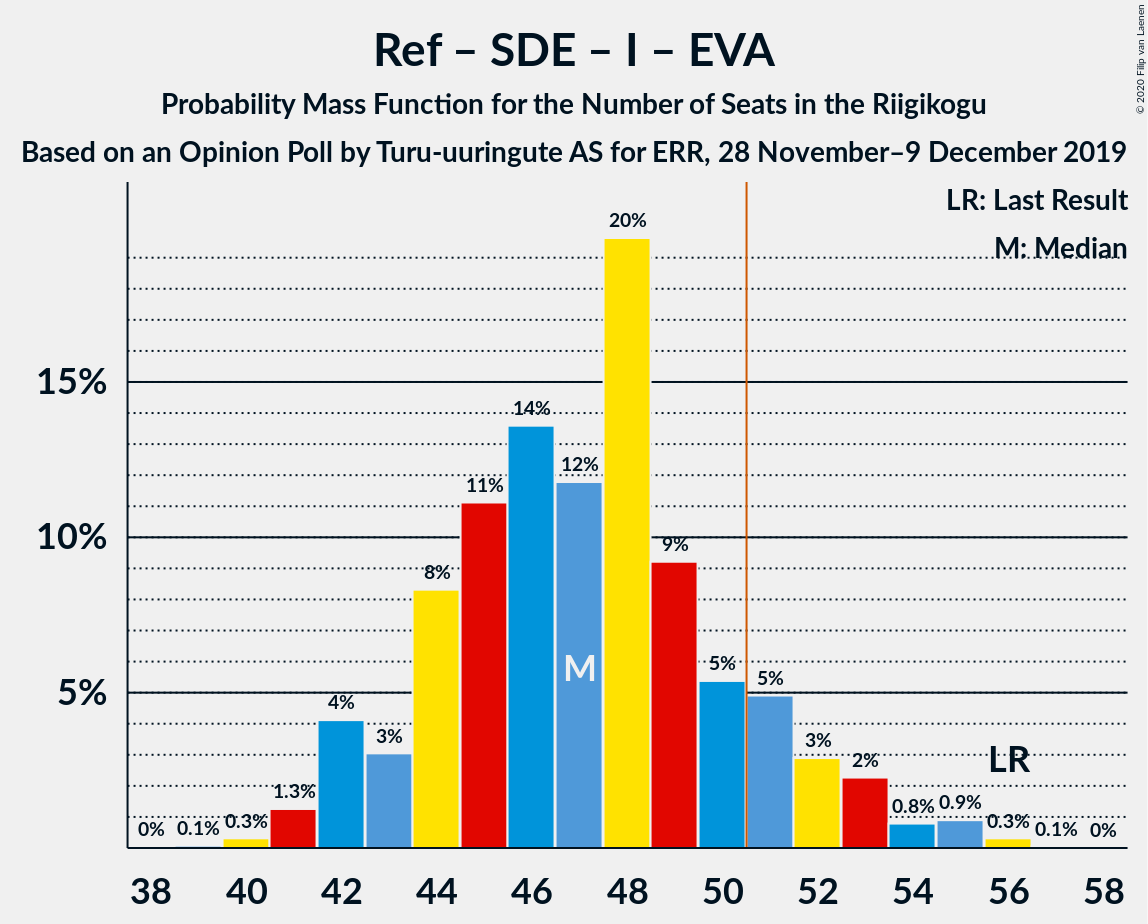 Ref – SDE – I – EVA
Probability Mass Function for the Number of Seats in the Riigikogu
Based on an Opinion Poll by Turu-uuringute AS for ERR, 28 November–9 December 2019
© 2020 Filip van Laenen
LR: Last Result
M: Median
15%
10%
5%
0%
0.1%
0.3%
1.3%
4%
3%
8%
11%
14%
12%
20%
9%
5%
5%
3%
2%
0.8%
0.9%
0.3%
0.1%
0%
M
LR
38 40 42 44 46 48 50 52 54 56 58